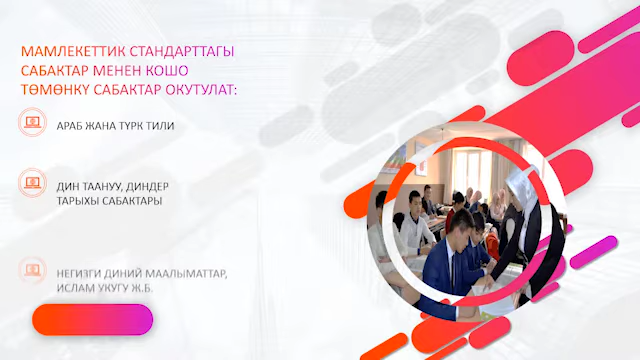 МАМЛЕКЕТТИК СТАНДАРТТАГЫ
САБАКТАР МЕНЕН КОШО
ТӨМӨНКҮ САБАКТАР ОКУТУЛАТ:
АРАБ ЖАНА ТҮРК ТИЛИ
ДИН ТААНУУ, ДИНДЕР
ТАРЫХЫ САБАКТАРЫ
НЕГИЗГИ ДИНИЙ МААЛЫМАТТАР,
ИСЛАМ УКУГУ Ж.Б.